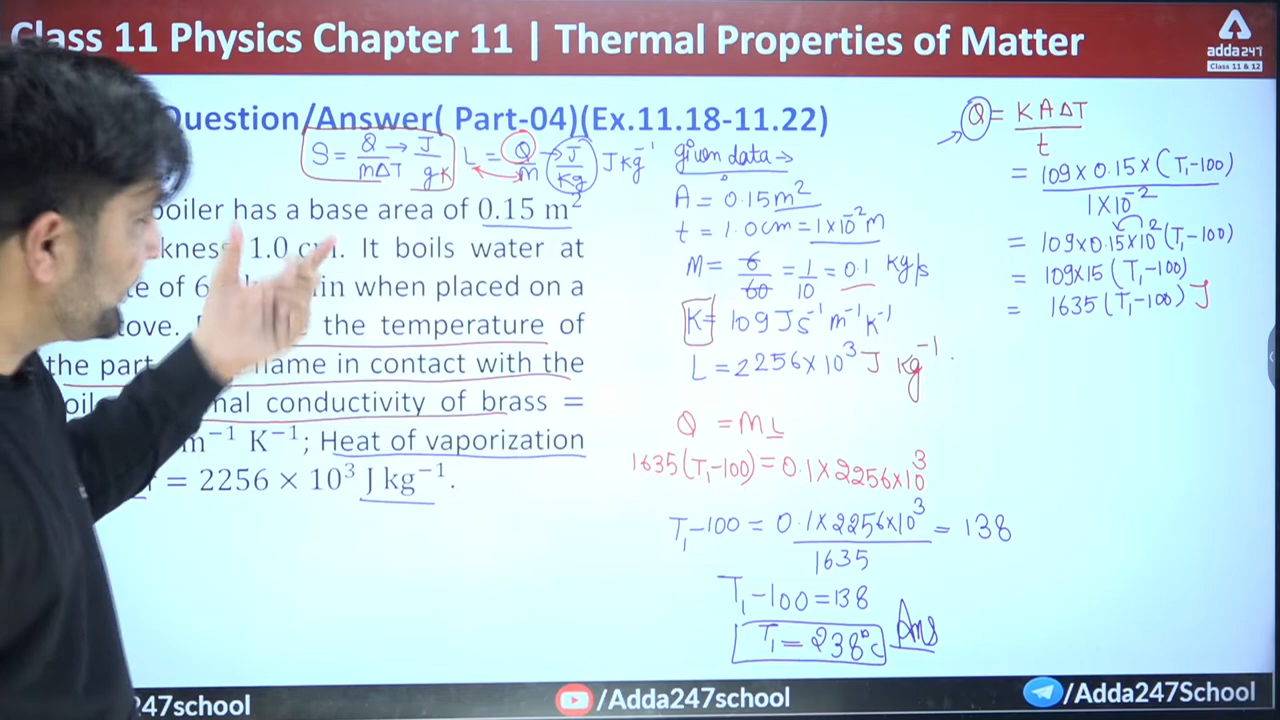 Class 11 Physics Chapter 11 | Thermal Properties of Matter
adda247
Class 11 & 12
Question/Answer( Part-04)(Ex.11.18-11.22)
S = Q/mΔT → J/gK
L = Q/m → J/Kg J Kg⁻¹
boiler has a base area of 0.15 m²
1.0 cm. It boils water at
of 6 in when placed on a
the temperature of
the part in contact with the
conductivity of brass =
m⁻¹ K⁻¹; Heat of vaporization
= 2256 × 10³ J kg⁻¹.
given data →
A = 0.15m²
t = 1.0cm = 1×10⁻²m
M = 6/60 = 1/10 = 0.1 Kg/s
K = 109 J s⁻¹ m⁻¹ K⁻¹
L = 2256×10³ J kg⁻¹.
Q = ML
1635(T₁-100) = 0.1×2256×10³
T₁-100 = 0.1×2256×10³/1635 = 138
T₁-100 = 138
T₁ = 238°c Ans
Q = KAΔT/t
= 109×0.15×(T₁-100)/1×10⁻²
= 109×0.15×10²(T₁-100)
= 109×15(T₁-100)
= 1635(T₁-100) J
247school
/Adda247school
/Adda247School